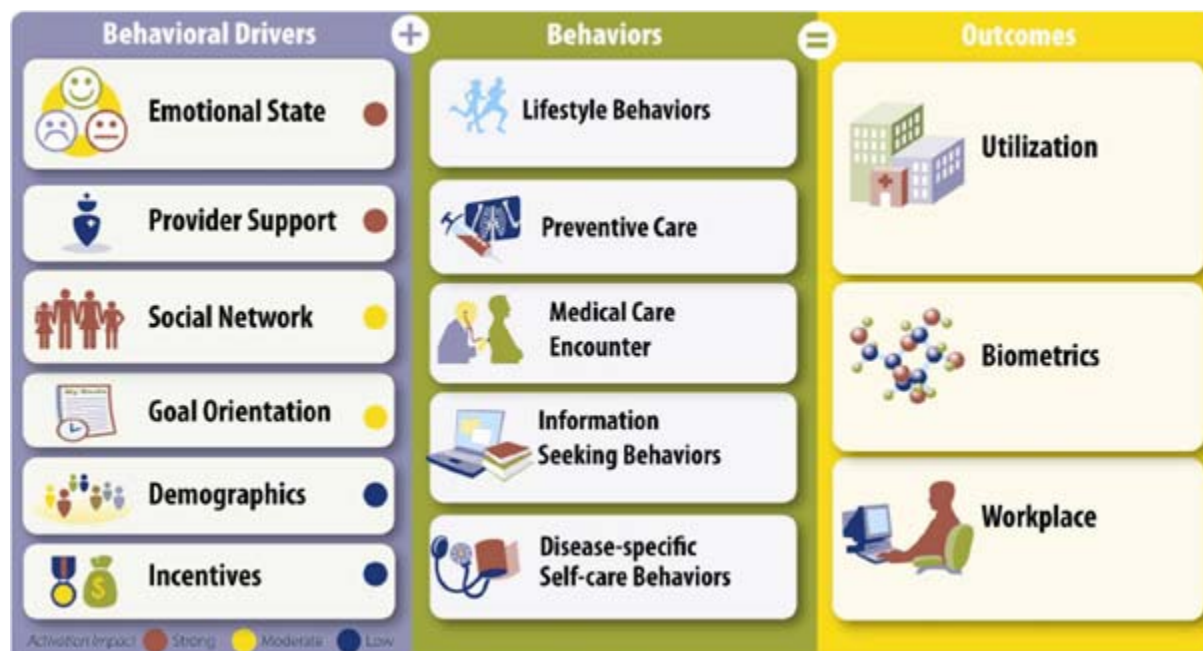 Behavioral Drivers
+
Behaviors
=
Outcomes
Emotional State
Provider Support
Social Network
Goal Orientation
Demographics
Incentives
Activation Impact Strong Moderate Low
Lifestyle Behaviors
Preventive Care
Medical Care
Encounter
Information
Seeking Behaviors
Disease-specific
Self-care Behaviors
Utilization
Biometrics
Workplace
$